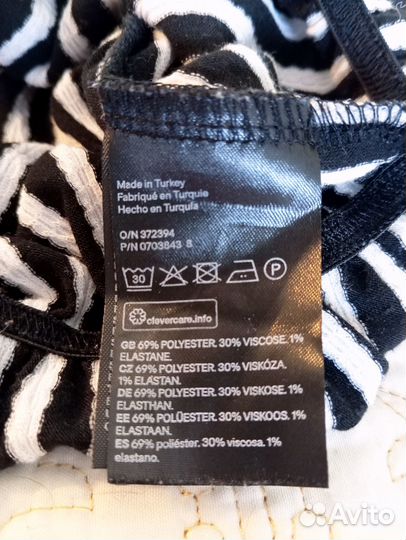 Made in Turkey
Fabriqué en Turquie
Hecho en Turquía
O/N 372394
P/N 0703843 8
30
P
clevercare.info
GB 69% POLYESTER. 30% VISCOSE. 1%
ELASTANE.
CZ 69% POLYESTER. 30% VISKÓZA.
1% ELASTAN.
DE 69% POLYESTER. 30% VISKOSE. 1%
ELASTHAN.
EE 69% POLÜESTER. 30% VISKOOS. 1%
ELASTAAN.
ES 69% poliéster. 30% viscosa. 1%
elastano.
Avito